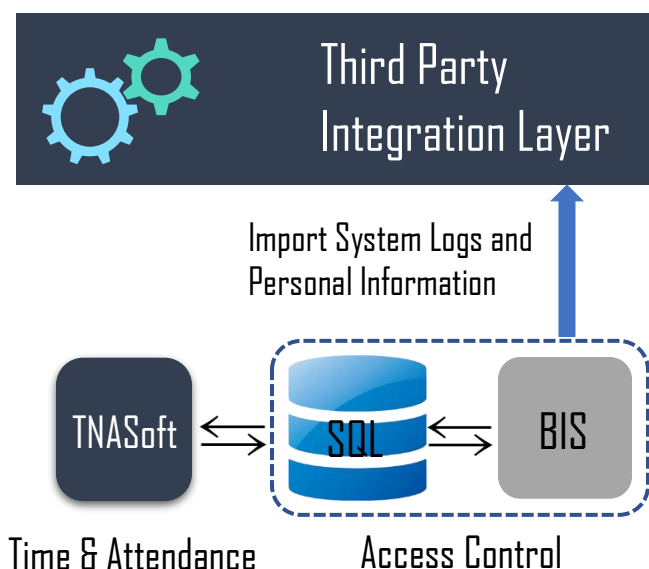 Third Party
Integration Layer
Import System Logs and
Personal Information
TNASoft
SQL
BIS
Time & Attendance
Access Control